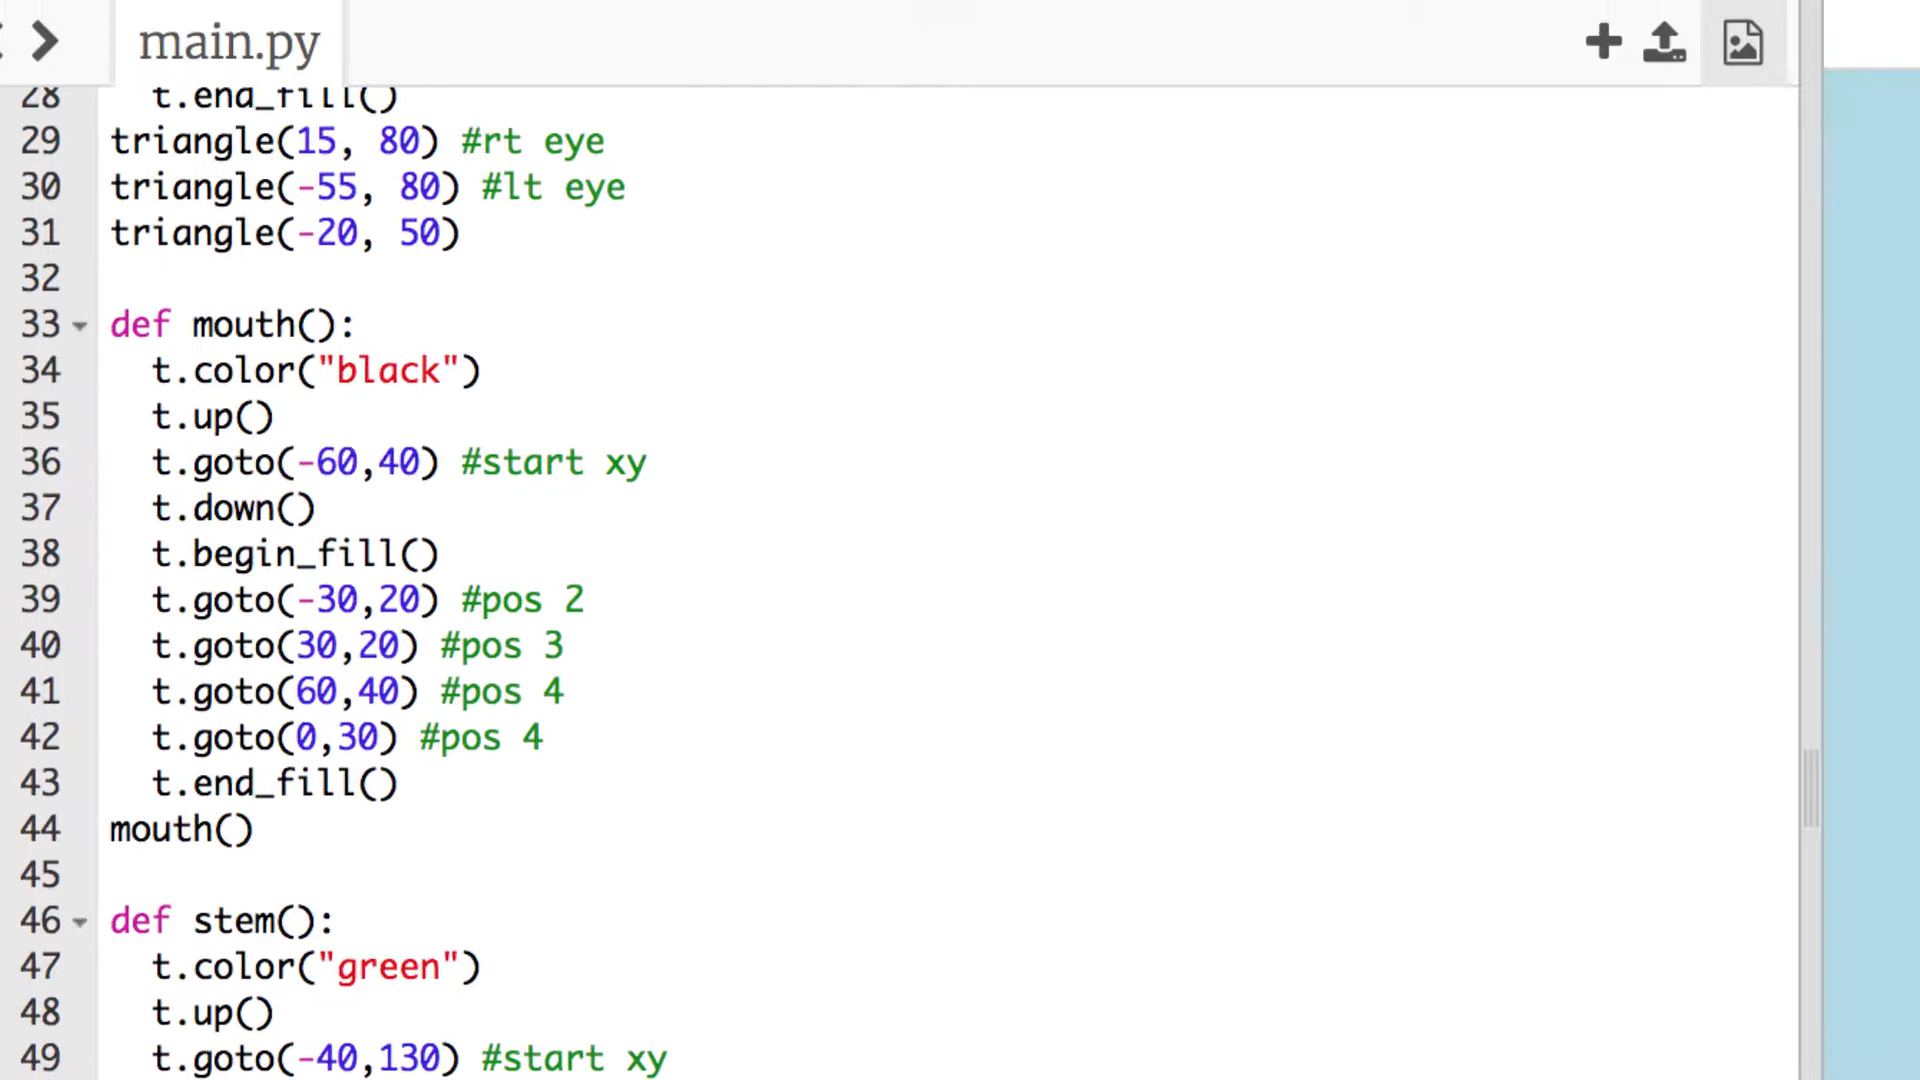 main.py
28   t.end_fill()
29 triangle(15, 80) #rt eye
30 triangle(-55, 80) #lt eye
31 triangle(-20, 50)
32
33 def mouth():
34   t.color("black")
35   t.up()
36   t.goto(-60,40) #start xy
37   t.down()
38   t.begin_fill()
39   t.goto(-30,20) #pos 2
40   t.goto(30,20) #pos 3
41   t.goto(60,40) #pos 4
42   t.goto(0,30) #pos 4
43   t.end_fill()
44 mouth()
45
46 def stem():
47   t.color("green")
48   t.up()
49   t.goto(-40,130) #start xy